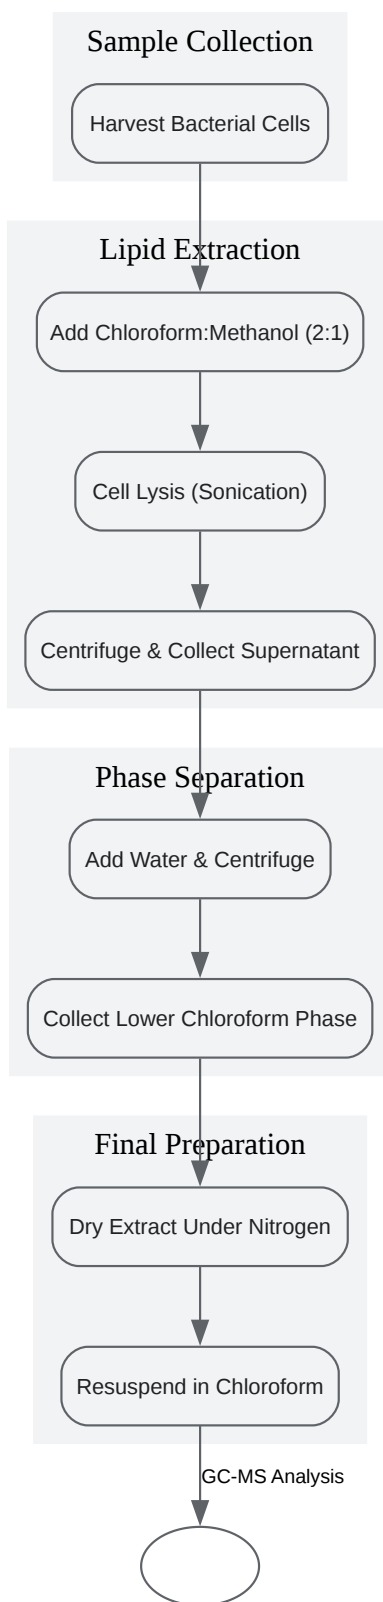 Sample Collection
Harvest Bacterial Cells
Lipid Extraction
Add Chloroform:Methanol (2:1)
Cell Lysis (Sonication)
Centrifuge & Collect Supernatant
Phase Separation
Add Water & Centrifuge
Collect Lower Chloroform Phase
Final Preparation
Dry Extract Under Nitrogen
Resuspend in Chloroform
GC-MS Analysis